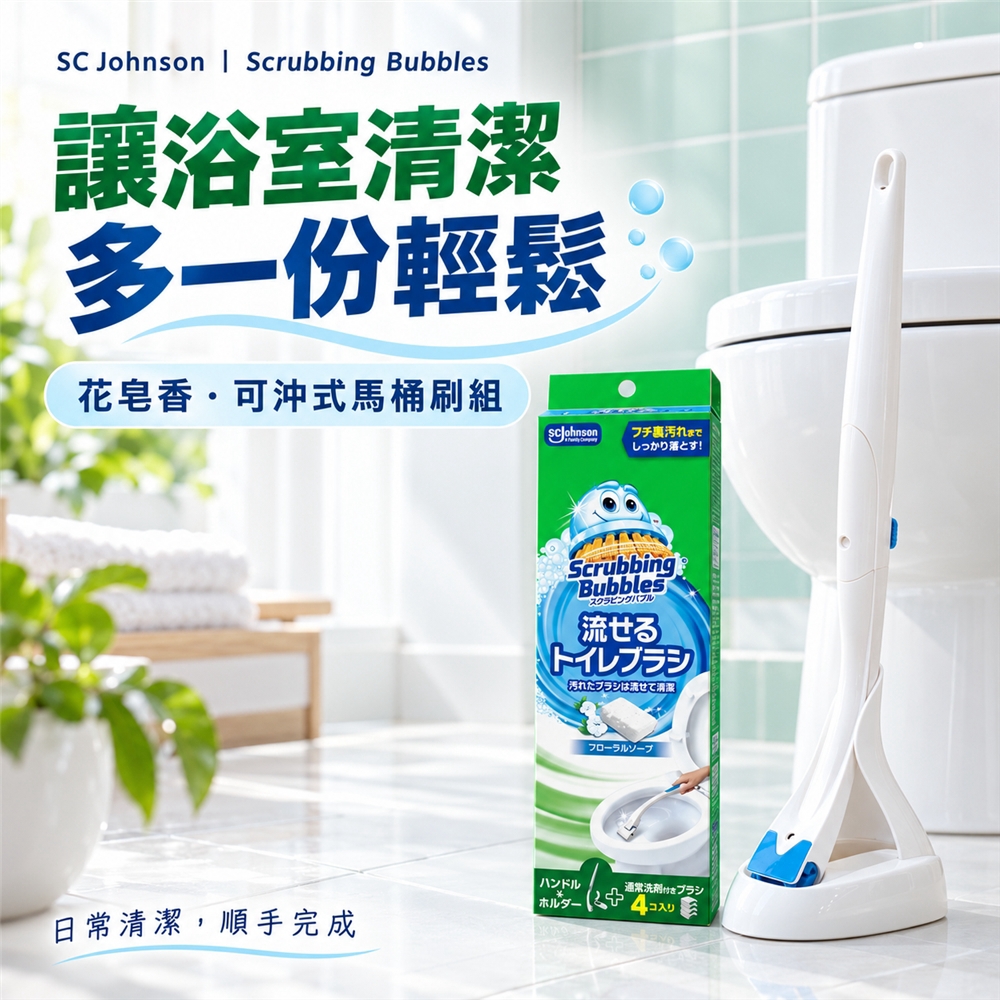 SC Johnson | Scrubbing Bubbles
讓浴室清潔
多一份輕鬆
花皂香・可沖式馬桶刷組
scjohnson
A Family Company
フチ裏汚れまで
しっかり落とす!
Scrubbing
Bubbles
スクラビングバブル
流せる
トイレブラシ
汚れたブラシは流せて清潔
フローラルソープ
ハンドル
ホルダー
+
通常洗剤付きブラシ
4コ入り
日常清潔，順手完成